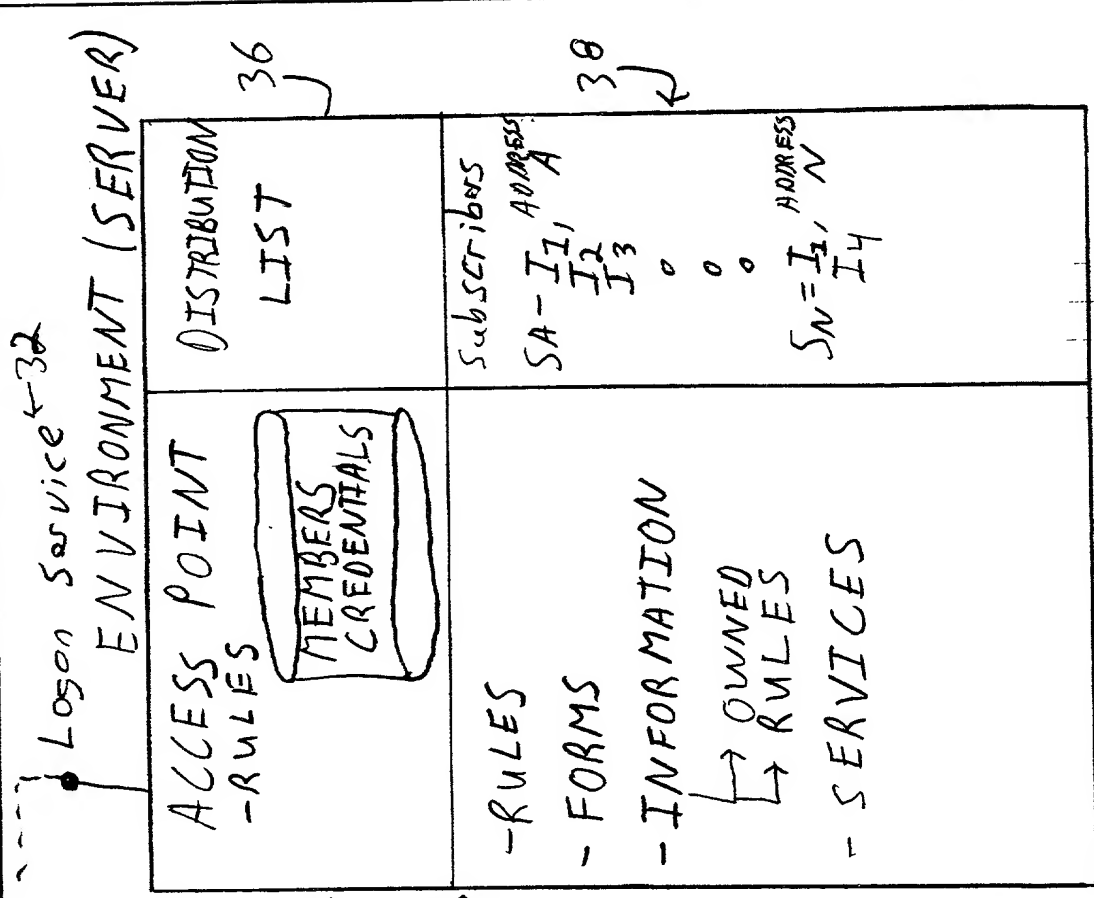 Logon Service 32
ENVIRONMENT (SERVER)
ACCESS POINT
-RULES
MEMBERS
CREDENTIALS
DISTRIBUTION
LIST
36
-RULES
- FORMS
- INFORMATION
OWNED
RULES
- SERVICES
Subscribers
SA - I1, ADDRESS A
I2
I3
SN = I1, ADDRESS N
I4
38